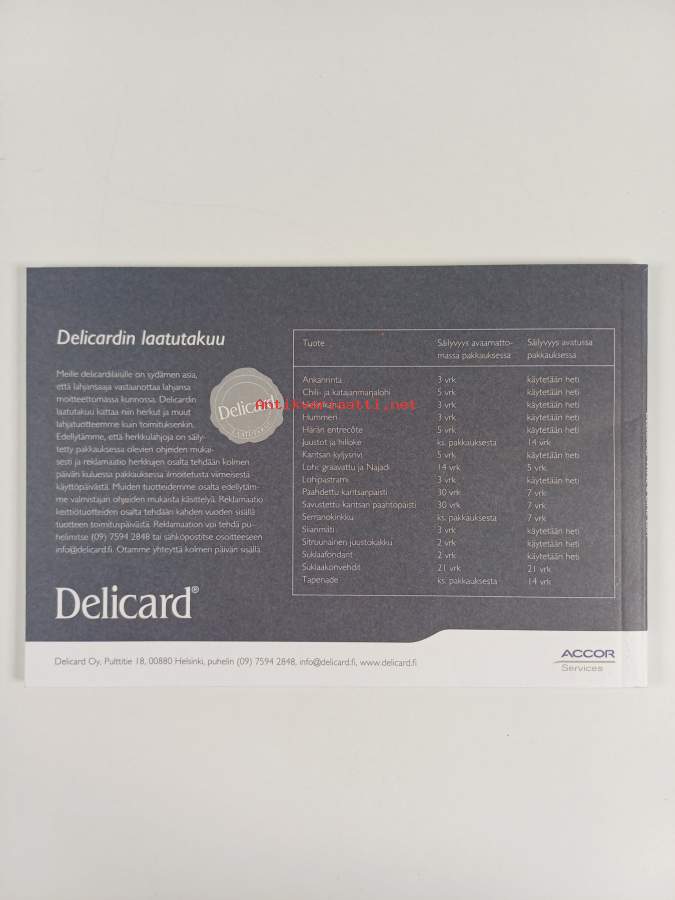 Delicardin laatutakuu
Meille delicardilaisille on sydämen asia,
että lahjansaaja vastaanottaa lahjansa
moitteettomassa kunnossa. Delicardin
laatutakuu kattaa niin herkut ja muut
lahjatuotteemme kuin toimituksenkin.
Edellytämme, että herkkulahjoja on säily-
tetty pakkauksessa olevien ohjeiden mukai-
sesti ja reklamaatio herkkujen osalta tehdään kolmen
päivän kuluessa pakkauksessa ilmoitetusta viimeisestä
käyttöpäivästä. Muiden tuotteidemme osalta edellytäm-
me valmistajan ohjeiden mukaista käsittelyä. Reklamaatio
keittiötuotteiden osalta tehdään kahden vuoden sisällä
tuotteen toimituspäivästä. Reklamaation voi tehdä pu-
helimitse (09) 7594 2848 tai sähköpostitse osoitteeseen
info@delicard.fi. Otamme yhteyttä kolmen päivän sisällä.
Delicard
Antikvariaatti.net
Tuote Säilyvyys avaamatto- Säilyvyys avatussa
massa pakkauksessa pakkauksessa
Ankanrinta 3 vrk käytetään heti
Chili- ja katajanmarjalohi 5 vrk käytetään heti
3 vrk käytetään heti
Hummeri 3 vrk käytetään heti
Härän entrecôte 5 vrk käytetään heti
Juustot ja hilloke ks. pakkauksesta 14 vrk
Karitsan kyljysrivi 5 vrk käytetään heti
Lohi: graavattu ja Najadi 14 vrk 5 vrk
Lohipastrami 3 vrk käytetään heti
Paahdettu karitsanpaisti 30 vrk 7 vrk
Savustettu karitsan paahtopaisti 30 vrk 7 vrk
Serranokinkku ks. pakkauksesta 7 vrk
Siianmäti 3 vrk käytetään heti
Sitruunainen juustokakku 2 vrk käytetään heti
Suklaafondant 2 vrk käytetään heti
Suklaakonvehdit 21 vrk 21 vrk
Tapenade ks. pakkauksesta 14 vrk
Delicard®
Delicard Oy, Pulttitie 18, 00880 Helsinki, puhelin (09) 7594 2848, info@delicard.fi, www.delicard.fi
ACCOR
Services